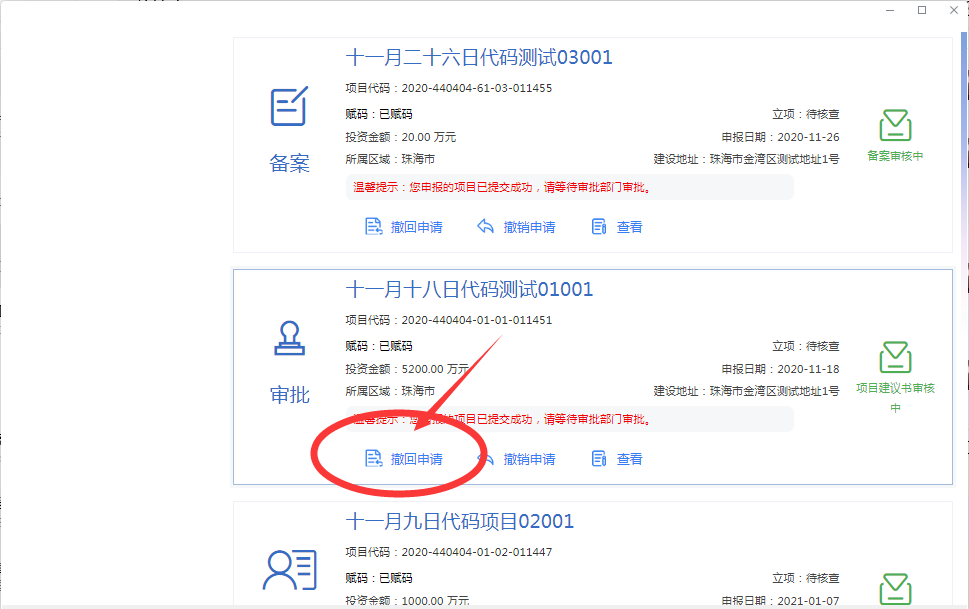 十一月二十六日代码测试03001
项目代码：2020-440404-61-03-011455
赋码：已赋码 立项：待核查
投资金额：20.00 万元 申报日期：2020-11-26
所属区域：珠海市 建设地址：珠海市金湾区测试地址1号
备案
备案审核中
温馨提示：您申报的项目已提交成功，请等待审批部门审批。
撤回申请 撤销申请 查看
十一月十八日代码测试01001
项目代码：2020-440404-01-01-011451
赋码：已赋码 立项：待核查
投资金额：5200.00 万元 申报日期：2020-11-18
所属区域：珠海市 建设地址：珠海市金湾区测试地址1号
审批
项目建议书审核
中
温馨提示：您申报的项目已提交成功，请等待审批部门审批。
撤回申请 撤销申请 查看
十一月九日代码项目02001
项目代码：2020-440404-01-02-011447
赋码：已赋码 立项：待核查
投资金额：1000.00 万元 申报日期：2021-01-07